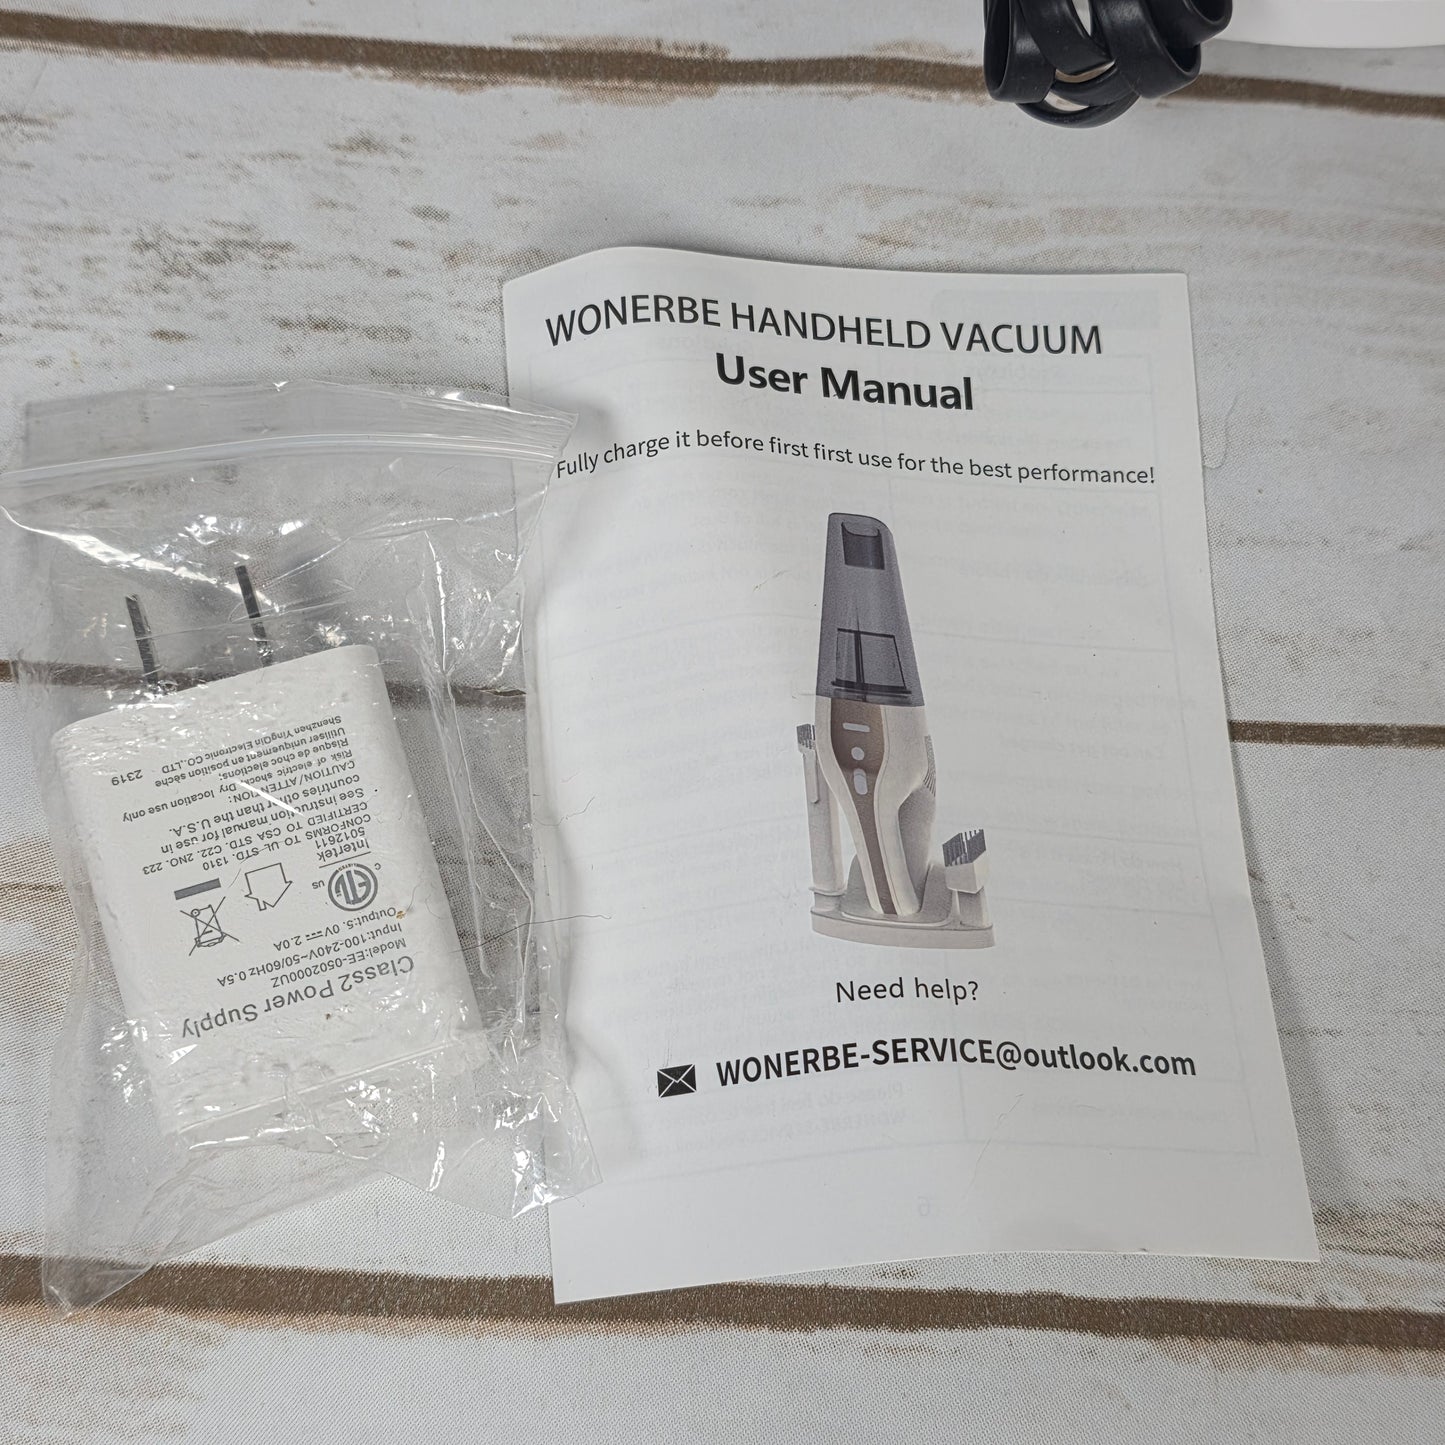 WONERBE HANDHELD VACUUM
User Manual
Fully charge it before first first use for the best performance!
Need help?
WONERBE-SERVICE@outlook.com
Class2 Power Supply
Model:EE-0502000UZ
Input:100-240V~50/60Hz 0.5A
Output:5.0V⎓2.0A
C US
Intertek
5012611
CONFORMS TO UL STD. 1310
CERTIFIED TO CSA STD. C22. 2NO. 223
See instruction manual for use in
countries other than the U.S.A.
CAUTION/ATTENTION:
Risk of electric shock, Dry location use only
Risque de choc elections;
Utiliser uniquement en position sèche
Shenzhen YingQin Electronic CO.,LTD
2319